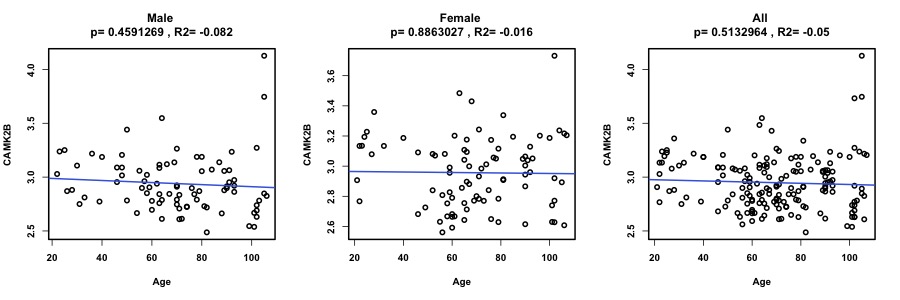 Male
p= 0.4591269 , R2= -0.082
CAMK2B
4.0
3.5
3.0
2.5
20 40 60 80 100
Age
Female
p= 0.8863027 , R2= -0.016
CAMK2B
3.6
3.4
3.2
3.0
2.8
2.6
20 40 60 80 100
Age
All
p= 0.5132964 , R2= -0.05
CAMK2B
4.0
3.5
3.0
2.5
20 40 60 80 100
Age